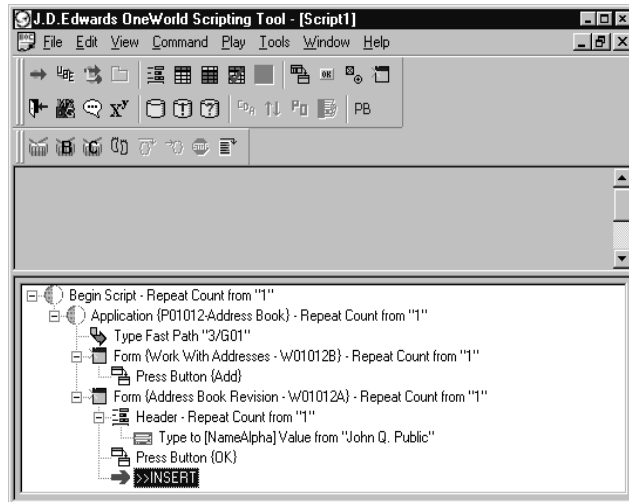 J.D.Edwards OneWorld Scripting Tool - [Script1]
File Edit View Command Play Tools Window Help
UBE OK
X^y PB
Begin Script - Repeat Count from "1"
Application {P01012-Address Book} - Repeat Count from "1"
Type Fast Path "3/G01"
Form {Work With Addresses - W01012B} - Repeat Count from "1"
Press Button {Add}
Form {Address Book Revision - W01012A} - Repeat Count from "1"
Header - Repeat Count from "1"
Type to [NameAlpha] Value from "John Q. Public"
Press Button {OK}
>>INSERT